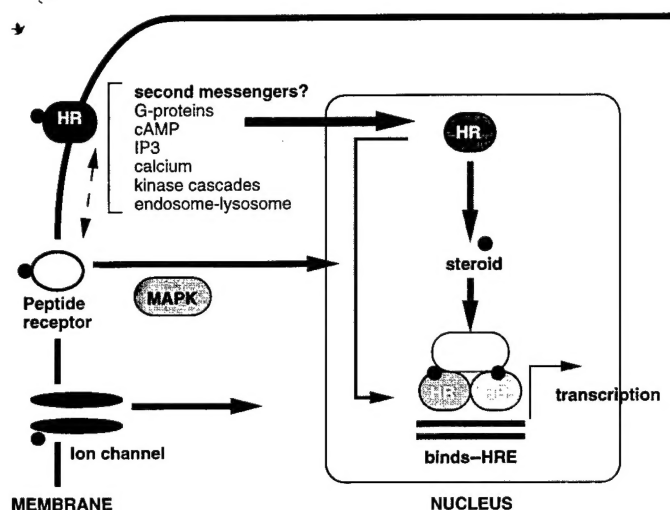 HR
second messengers?
G-proteins
cAMP
IP3
calcium
kinase cascades
endosome-lysosome
HR
steroid
Peptide
receptor
MAPK
HR
HR
transcription
binds–HRE
Ion channel
MEMBRANE
NUCLEUS